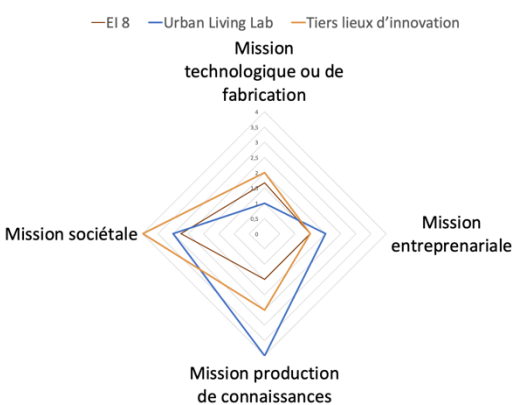 EI 8 Urban Living Lab Tiers lieux d’innovation
Mission
technologique ou de
fabrication
4
3,5
3
2,5
2
1,5
1
0,5
0
Mission sociétale
Mission
entreprenariale
Mission production
de connaissances